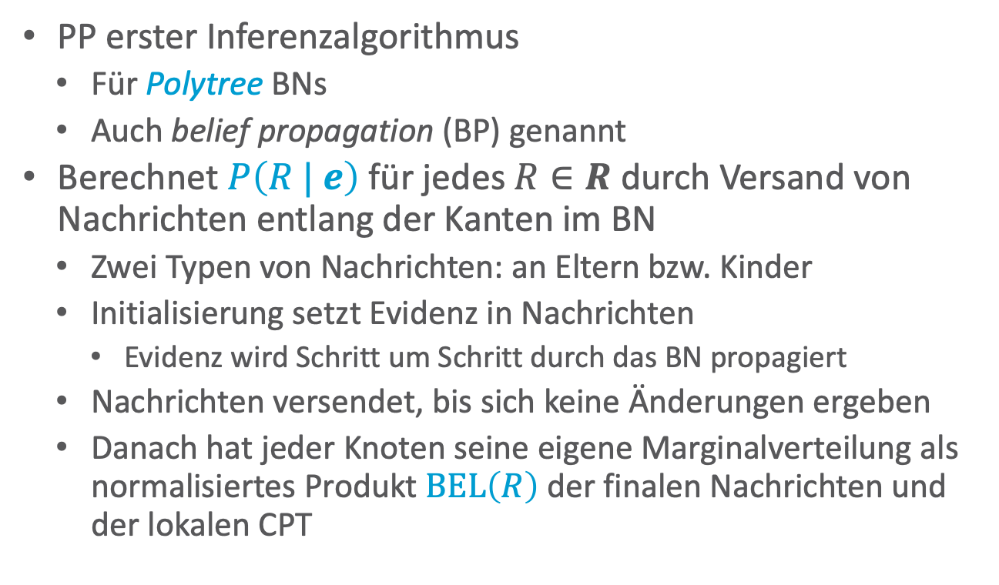 • PP erster Inferenzalgorithmus
• Für Polytree BNs
• Auch belief propagation (BP) genannt
• Berechnet P(R | e) für jedes R ∈ R durch Versand von
Nachrichten entlang der Kanten im BN
• Zwei Typen von Nachrichten: an Eltern bzw. Kinder
• Initialisierung setzt Evidenz in Nachrichten
• Evidenz wird Schritt um Schritt durch das BN propagiert
• Nachrichten versendet, bis sich keine Änderungen ergeben
• Danach hat jeder Knoten seine eigene Marginalverteilung als
normalisiertes Produkt BEL(R) der finalen Nachrichten und
der lokalen CPT